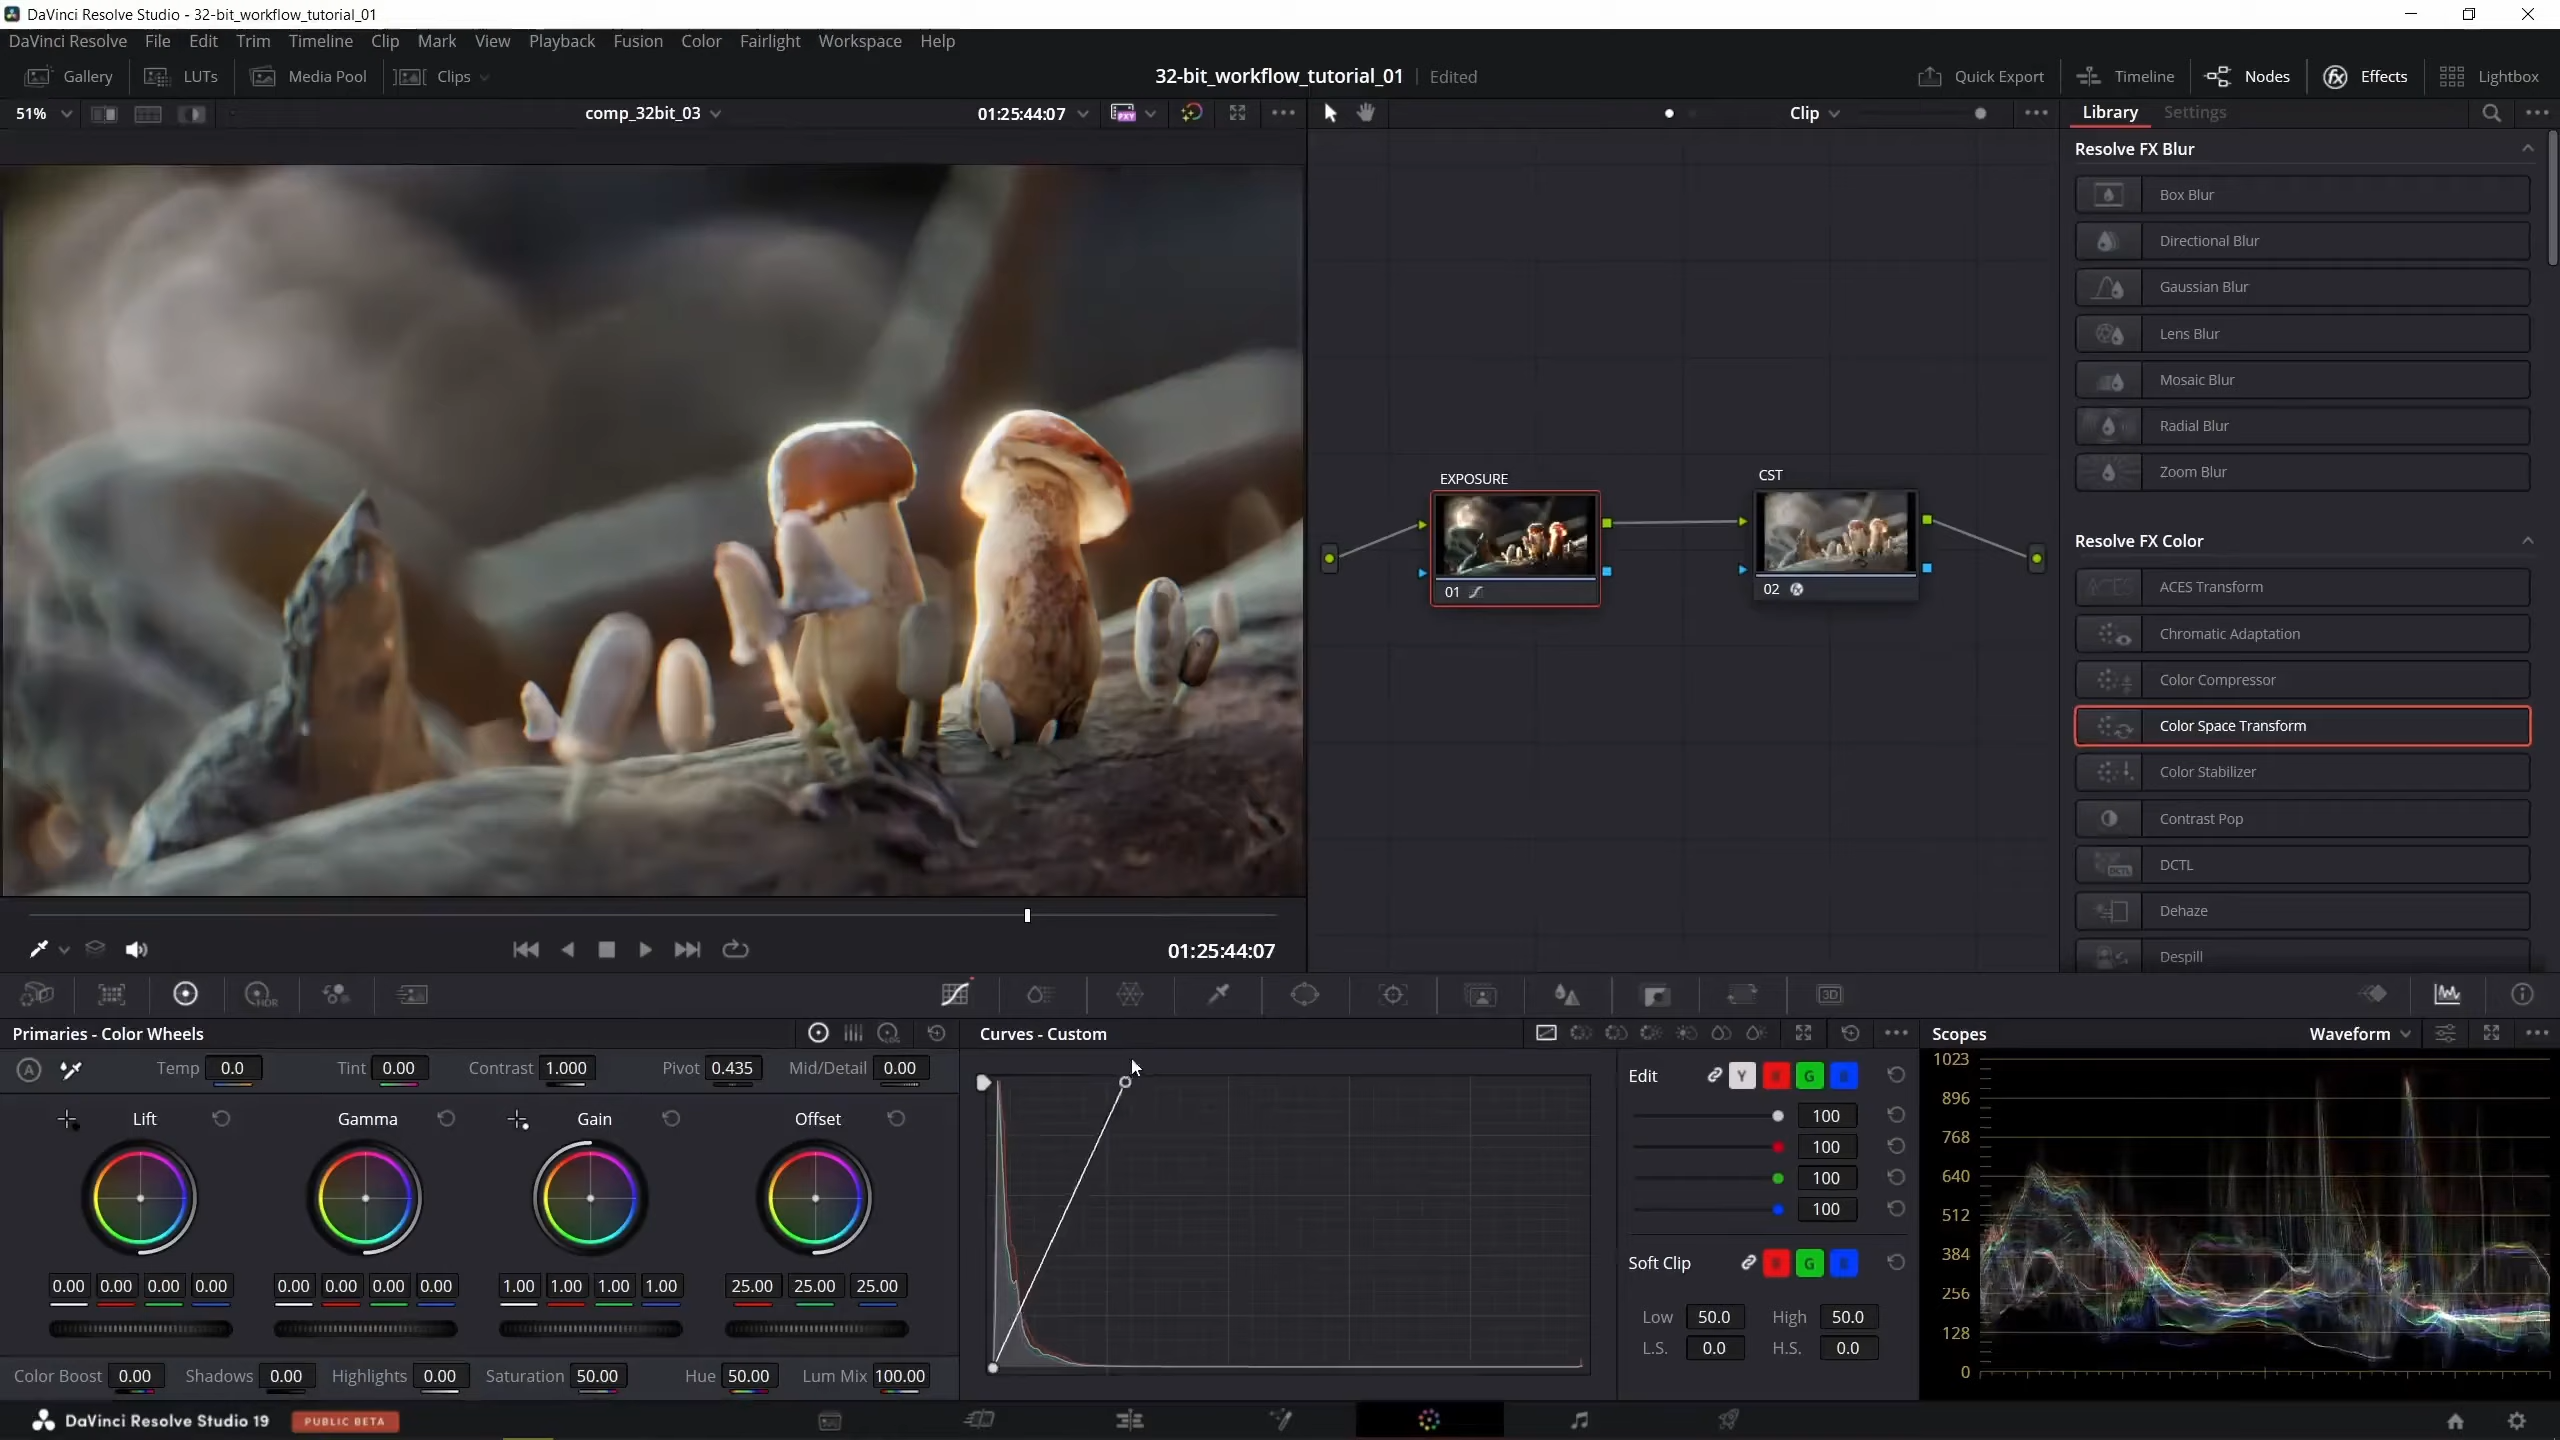 DaVinci Resolve Studio - 32-bit_workflow_tutorial_01
DaVinci Resolve File Edit Trim Timeline Clip Mark View Playback Fusion Color Fairlight Workspace Help
Gallery LUTs Media Pool Clips 32-bit_workflow_tutorial_01 Edited Quick Export Timeline Nodes Effects Lightbox
51% comp_32bit_03 01:25:44:07 PXY Clip Library Settings
Resolve FX Blur
Box Blur
Directional Blur
Gaussian Blur
Lens Blur
Mosaic Blur
Radial Blur
Zoom Blur
EXPOSURE CST
01 02
Resolve FX Color
ACES Transform
Chromatic Adaptation
Color Compressor
Color Space Transform
Color Stabilizer
Contrast Pop
DCTL
Dehaze
Despill
01:25:44:07
HDR 3D
Primaries - Color Wheels Curves - Custom Scopes Waveform
A Temp 0.0 Tint 0.00 Contrast 1.000 Pivot 0.435 Mid/Detail 0.00
Lift Gamma Gain Offset
0.00 0.00 0.00 0.00 0.00 0.00 0.00 0.00 1.00 1.00 1.00 1.00 25.00 25.00 25.00
Color Boost 0.00 Shadows 0.00 Highlights 0.00 Saturation 50.00 Hue 50.00 Lum Mix 100.00
Edit Y G
100
100
100
100
Soft Clip G
Low 50.0 High 50.0
L.S. 0.0 H.S. 0.0
1023
896
768
640
512
384
256
128
0
DaVinci Resolve Studio 19 PUBLIC BETA